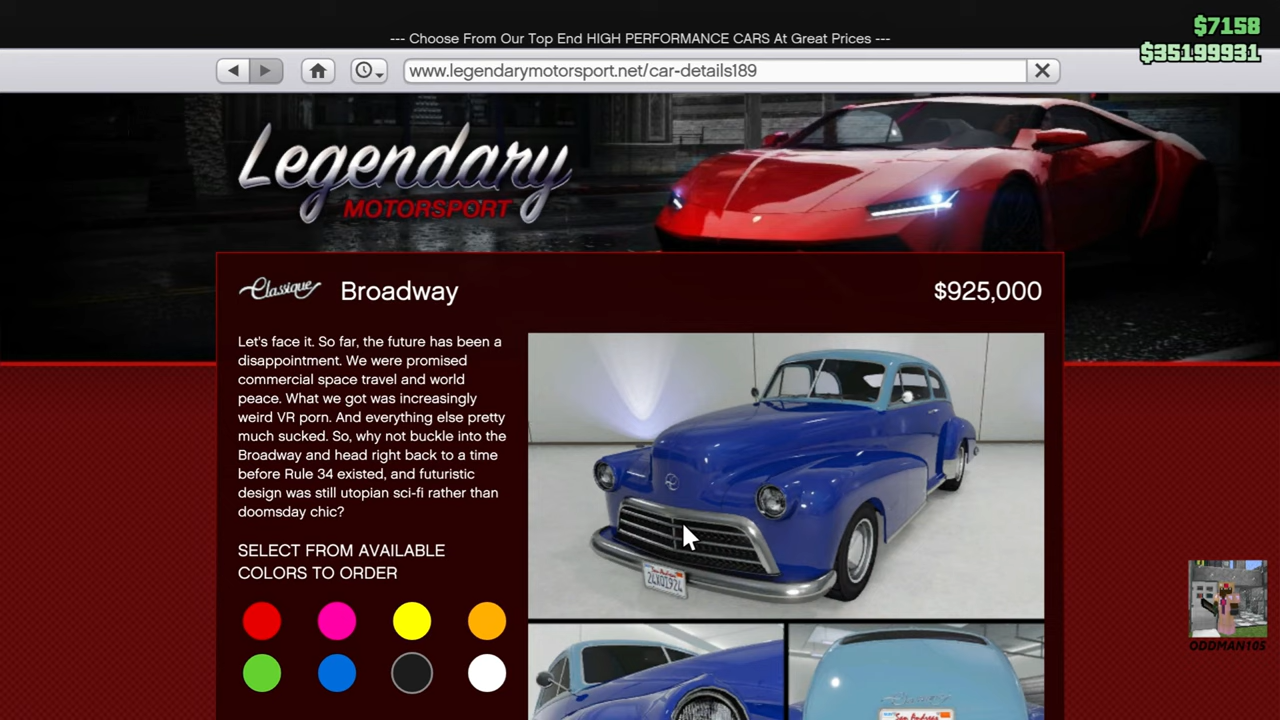 --- Choose From Our Top End HIGH PERFORMANCE CARS At Great Prices ---
$7158
$35199931
www.legendarymotorsport.net/car-details189
Legendary
MOTORSPORT
Classique
Broadway
$925,000
Let's face it. So far, the future has been a
disappointment. We were promised
commercial space travel and world
peace. What we got was increasingly
weird VR porn. And everything else pretty
much sucked. So, why not buckle into the
Broadway and head right back to a time
before Rule 34 existed, and futuristic
design was still utopian sci-fi rather than
doomsday chic?
SELECT FROM AVAILABLE
COLORS TO ORDER
San Andreas
ODDMAN105